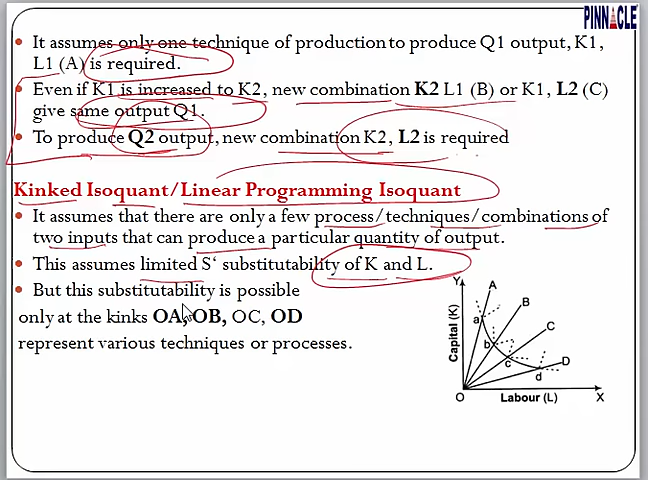 PINNACLE
• It assumes only one technique of production to produce Q1 output, K1,
L1 (A) is required.
• Even if K1 is increased to K2, new combination K2 L1 (B) or K1, L2 (C)
give same output Q1.
• To produce Q2 output, new combination K2, L2 is required
Kinked Isoquant/Linear Programming Isoquant
• It assumes that there are only a few process/techniques/combinations of
two inputs that can produce a particular quantity of output.
• This assumes limited S‘ substitutability of K and L.
• But this substitutability is possible
only at the kinks OA, OB, OC, OD
represent various techniques or processes.
Y
A
B
C
D
a
b
c
d
Capital (K)
O
Labour (L)
X